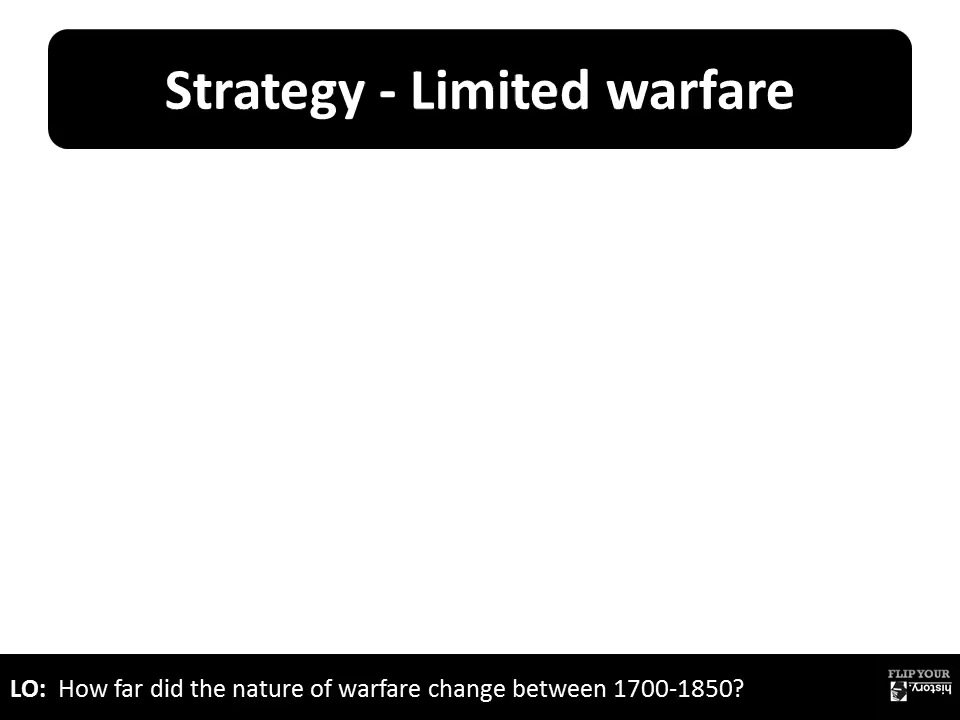 Strategy - Limited warfare
LO: How far did the nature of warfare change between 1700-1850?
FLIP YOUR
history.